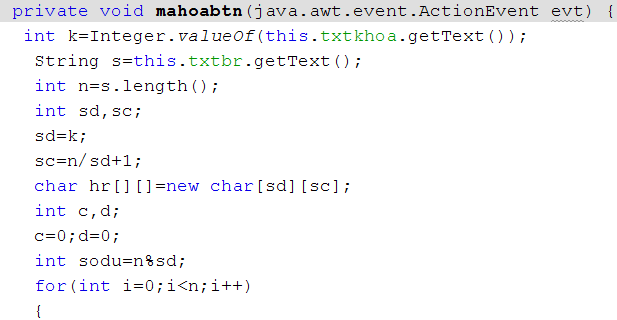 private void mahoabtn(java.awt.event.ActionEvent evt) {
int k=Integer.valueOf(this.txtkhoa.getText());
String s=this.txtbr.getText();
int n=s.length();
int sd,sc;
sd=k;
sc=n/sd+1;
char hr[][]=new char[sd][sc];
int c,d;
c=0;d=0;
int sodu=n%sd;
for(int i=0;i<n;i++)
{